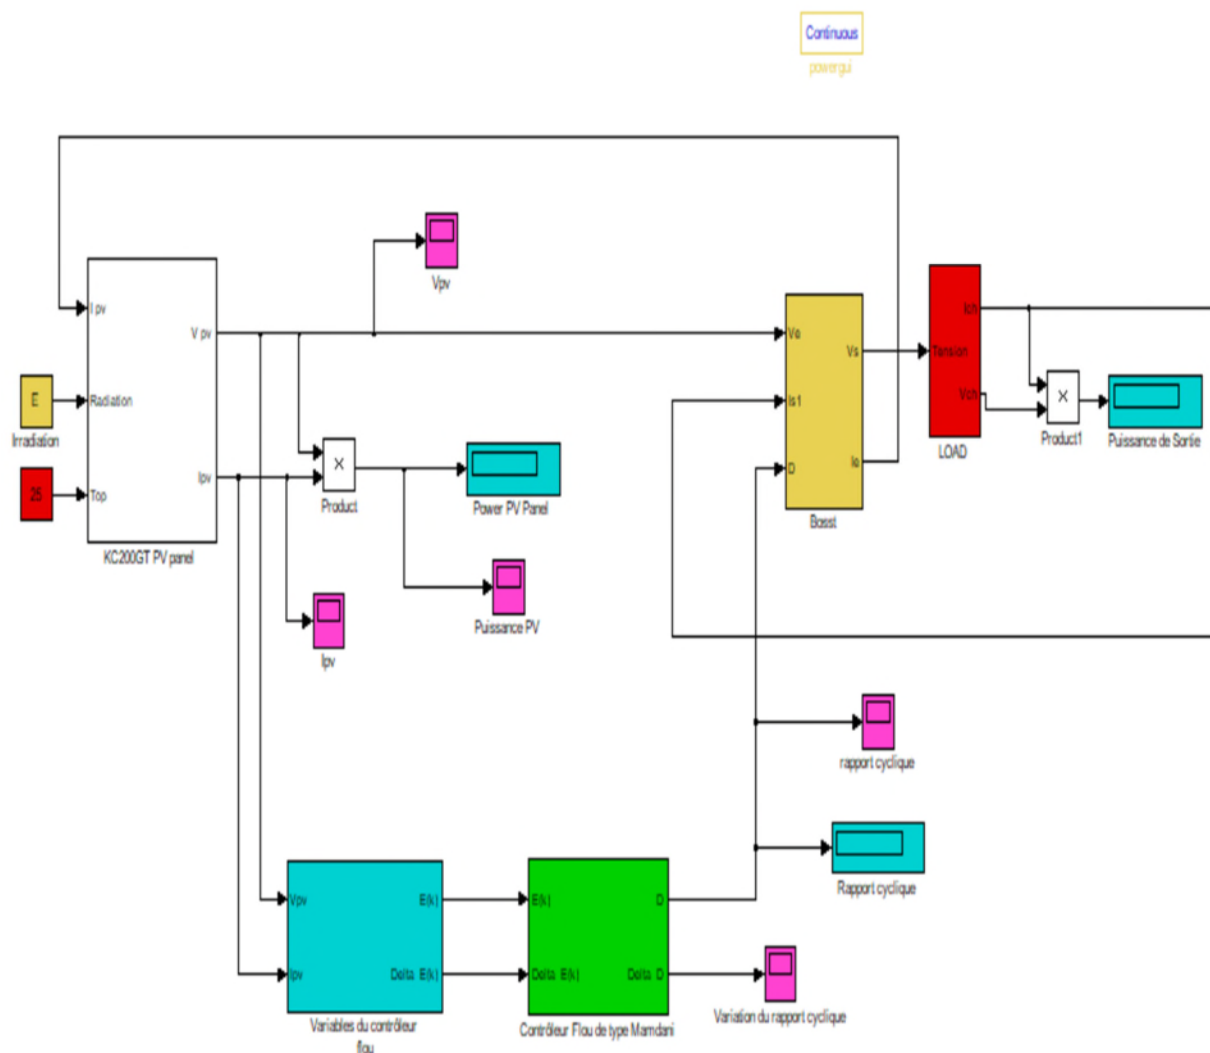 Continuous
powergui
Vpv
I pv
V pv
Radiation
Ipv
Top
E
Irradiation
25
KC200GT PV panel
×
Product
Power PV Panel
Puissance PV
Ipv
Ve
Vs
Is1
D
Ie
Boost
Ich
Tension
Vch
LOAD
×
Product1
Puissance de Sortie
rapport cyclique
Rapport cyclique
Vpv
E(k)
Ipv
Delta E(k)
Variables du contrôleur
flou
E(k)
D
Delta E(k)
Delta D
Contrôleur Flou de type Mamdani
Variation du rapport cyclique